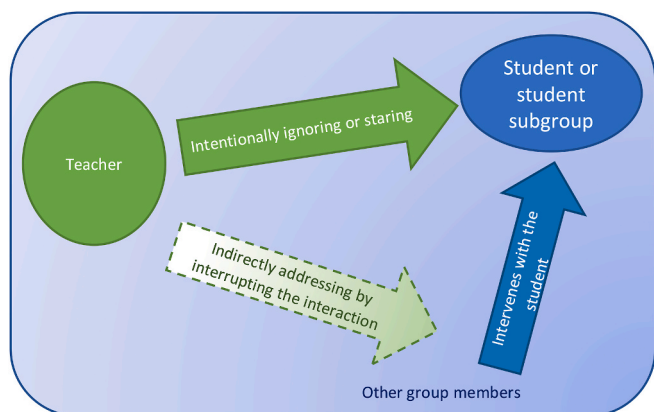 Student or
student
subgroup
Intentionally ignoring or staring
Teacher
Indirectly addressing by
interrupting the interaction
Intervenes with the
student
Other group members